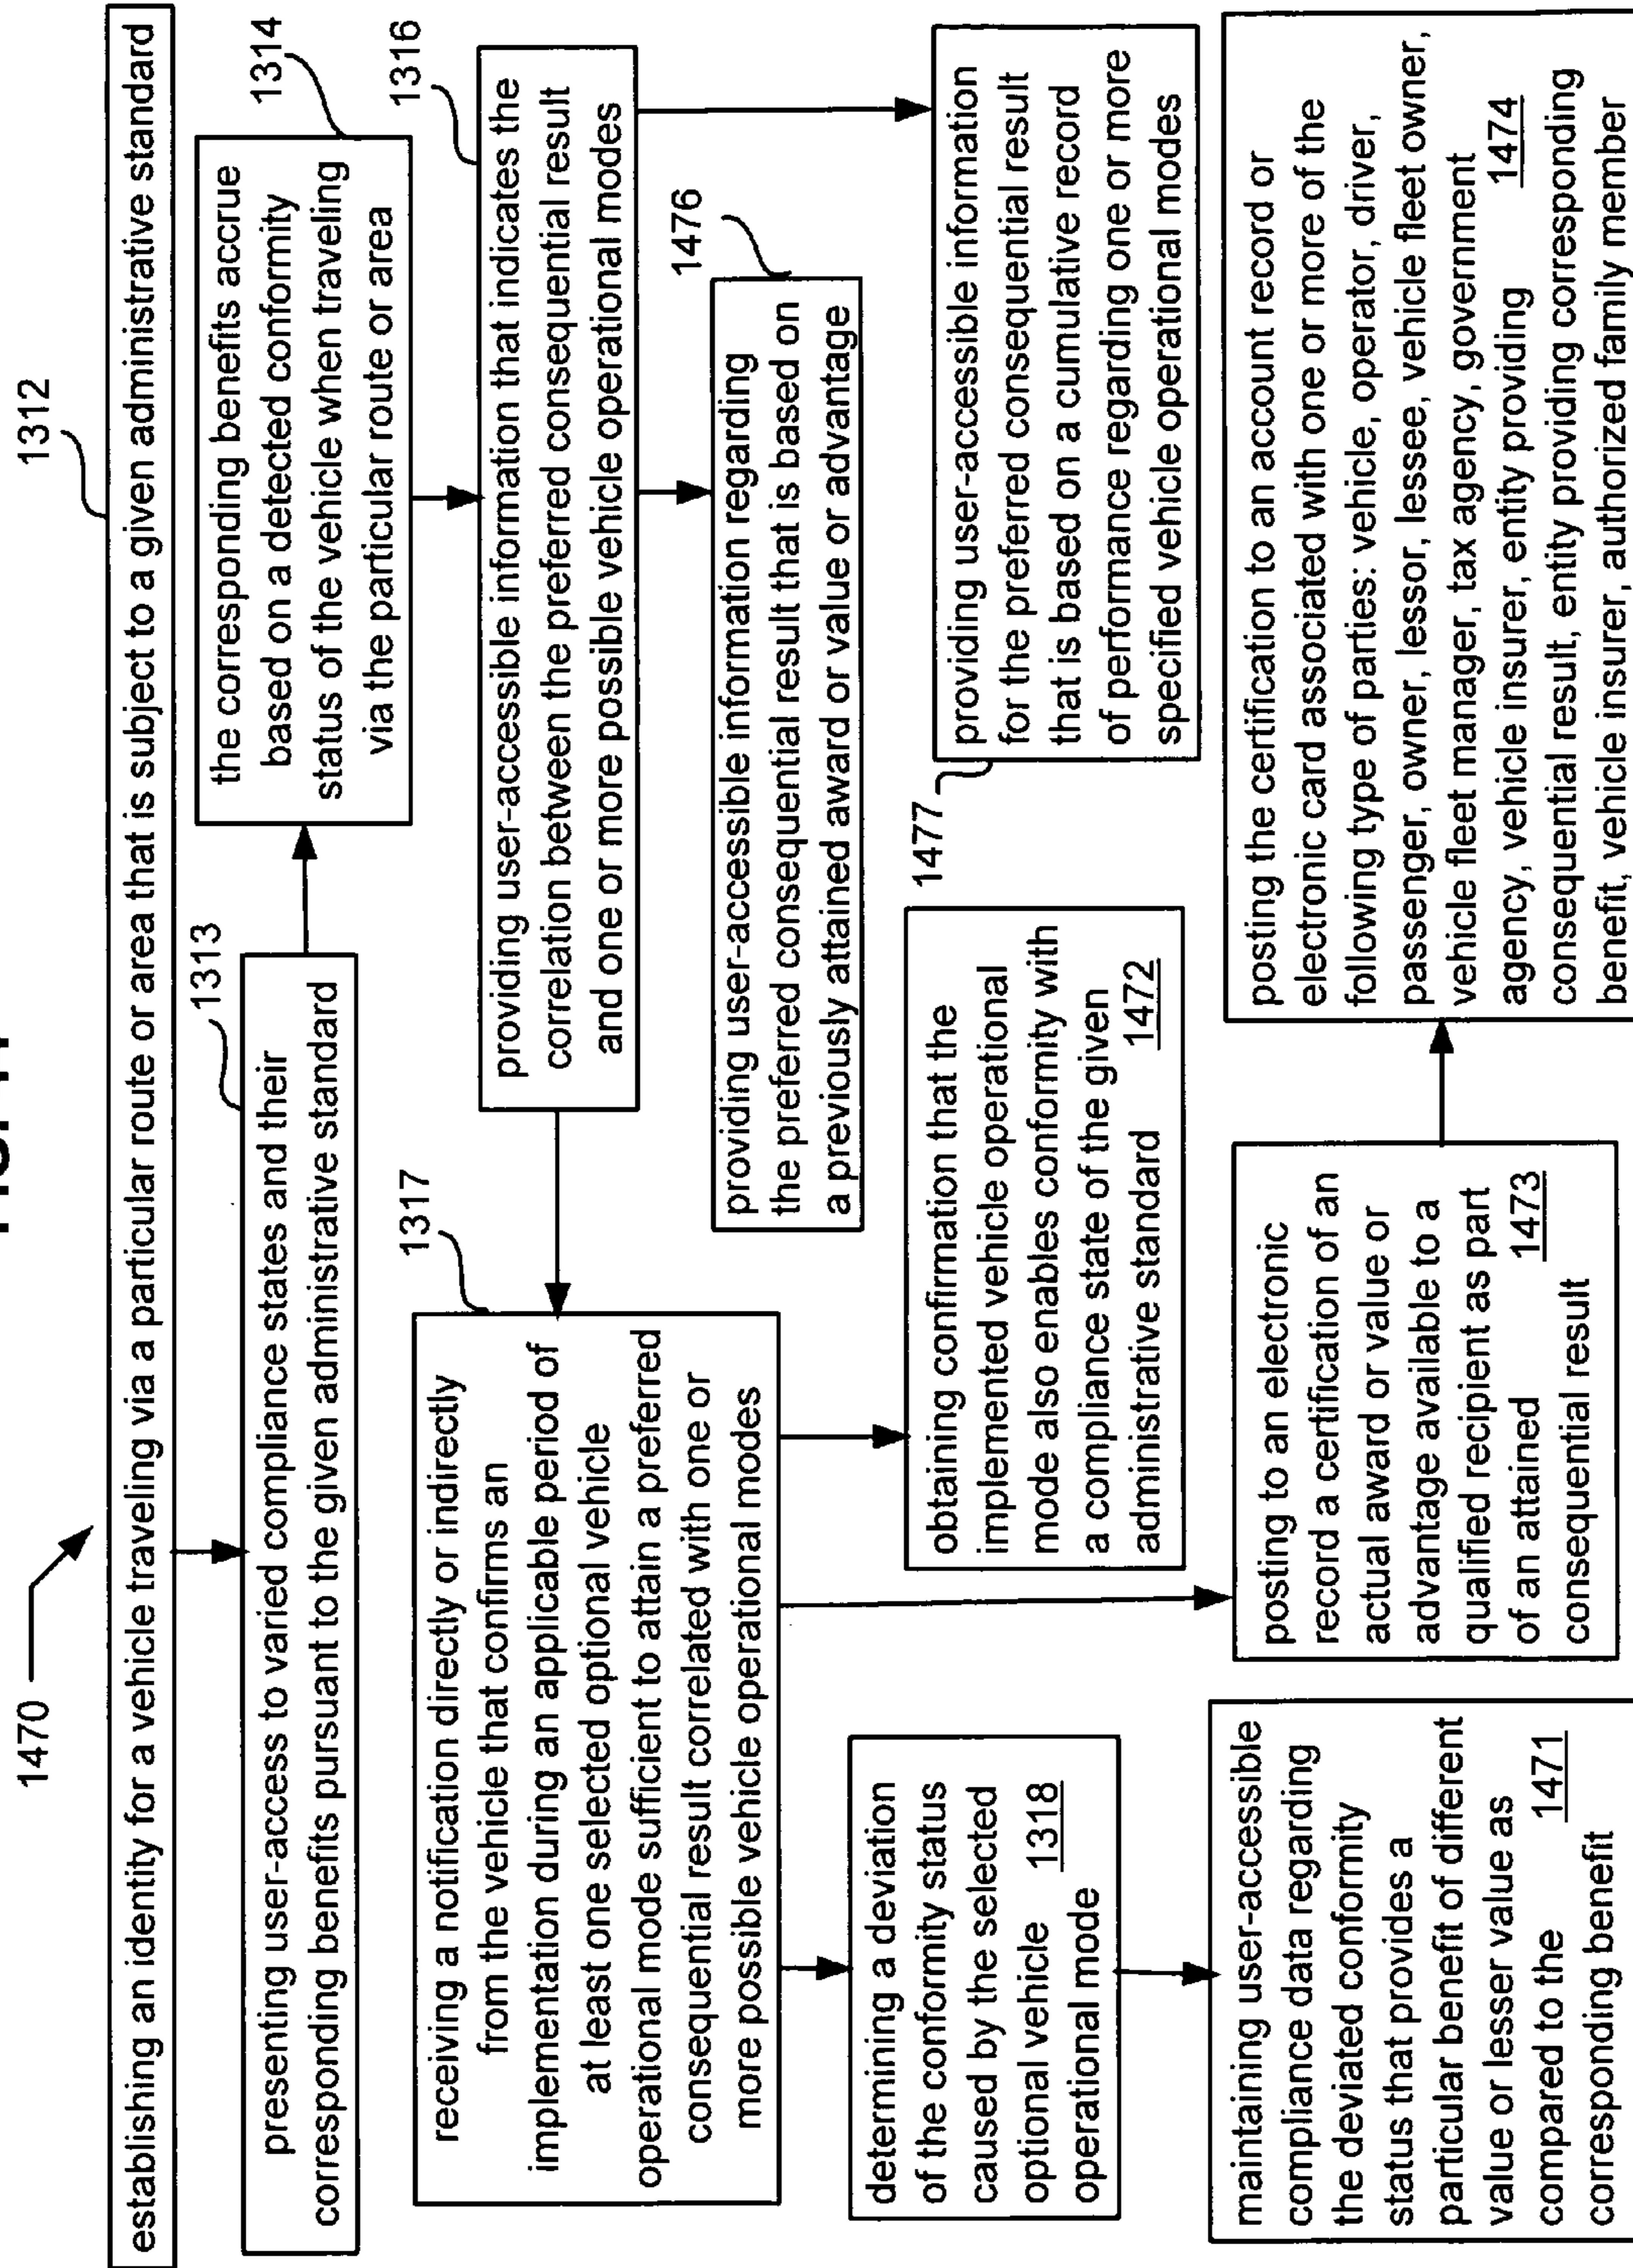 1470
1312
establishing an identity for a vehicle traveling via a particular route or area that is subject to a given administrative standard
1313
presenting user-access to varied compliance states and their
corresponding benefits pursuant to the given administrative standard
1314
the corresponding benefits accrue
based on a detected conformity
status of the vehicle when traveling
via the particular route or area
1316
providing user-accessible information that indicates the
correlation between the preferred consequential result
and one or more possible vehicle operational modes
1317
receiving a notification directly or indirectly
from the vehicle that confirms an
implementation during an applicable period of
at least one selected optional vehicle
operational mode sufficient to attain a preferred
consequential result correlated with one or
more possible vehicle operational modes
1476
providing user-accessible information regarding
the preferred consequential result that is based on
a previously attained award or value or advantage
1477
providing user-accessible information
for the preferred consequential result
that is based on a cumulative record
of performance regarding one or more
specified vehicle operational modes
determining a deviation
of the conformity status
caused by the selected
optional vehicle 1318
operational mode
obtaining confirmation that the
implemented vehicle operational
mode also enables conformity with
a compliance state of the given
administrative standard 1472
maintaining user-accessible
compliance data regarding
the deviated conformity
status that provides a
particular benefit of different
value or lesser value as
compared to the 1471
corresponding benefit
posting to an electronic
record a certification of an
actual award or value or
advantage available to a
qualified recipient as part
of an attained 1473
consequential result
posting the certification to an account record or
electronic card associated with one or more of the
following type of parties: vehicle, operator, driver,
passenger, owner, lessor, lessee, vehicle fleet owner,
vehicle fleet manager, tax agency, government
agency, vehicle insurer, entity providing 1474
consequential result, entity providing corresponding
benefit, vehicle insurer, authorized family member